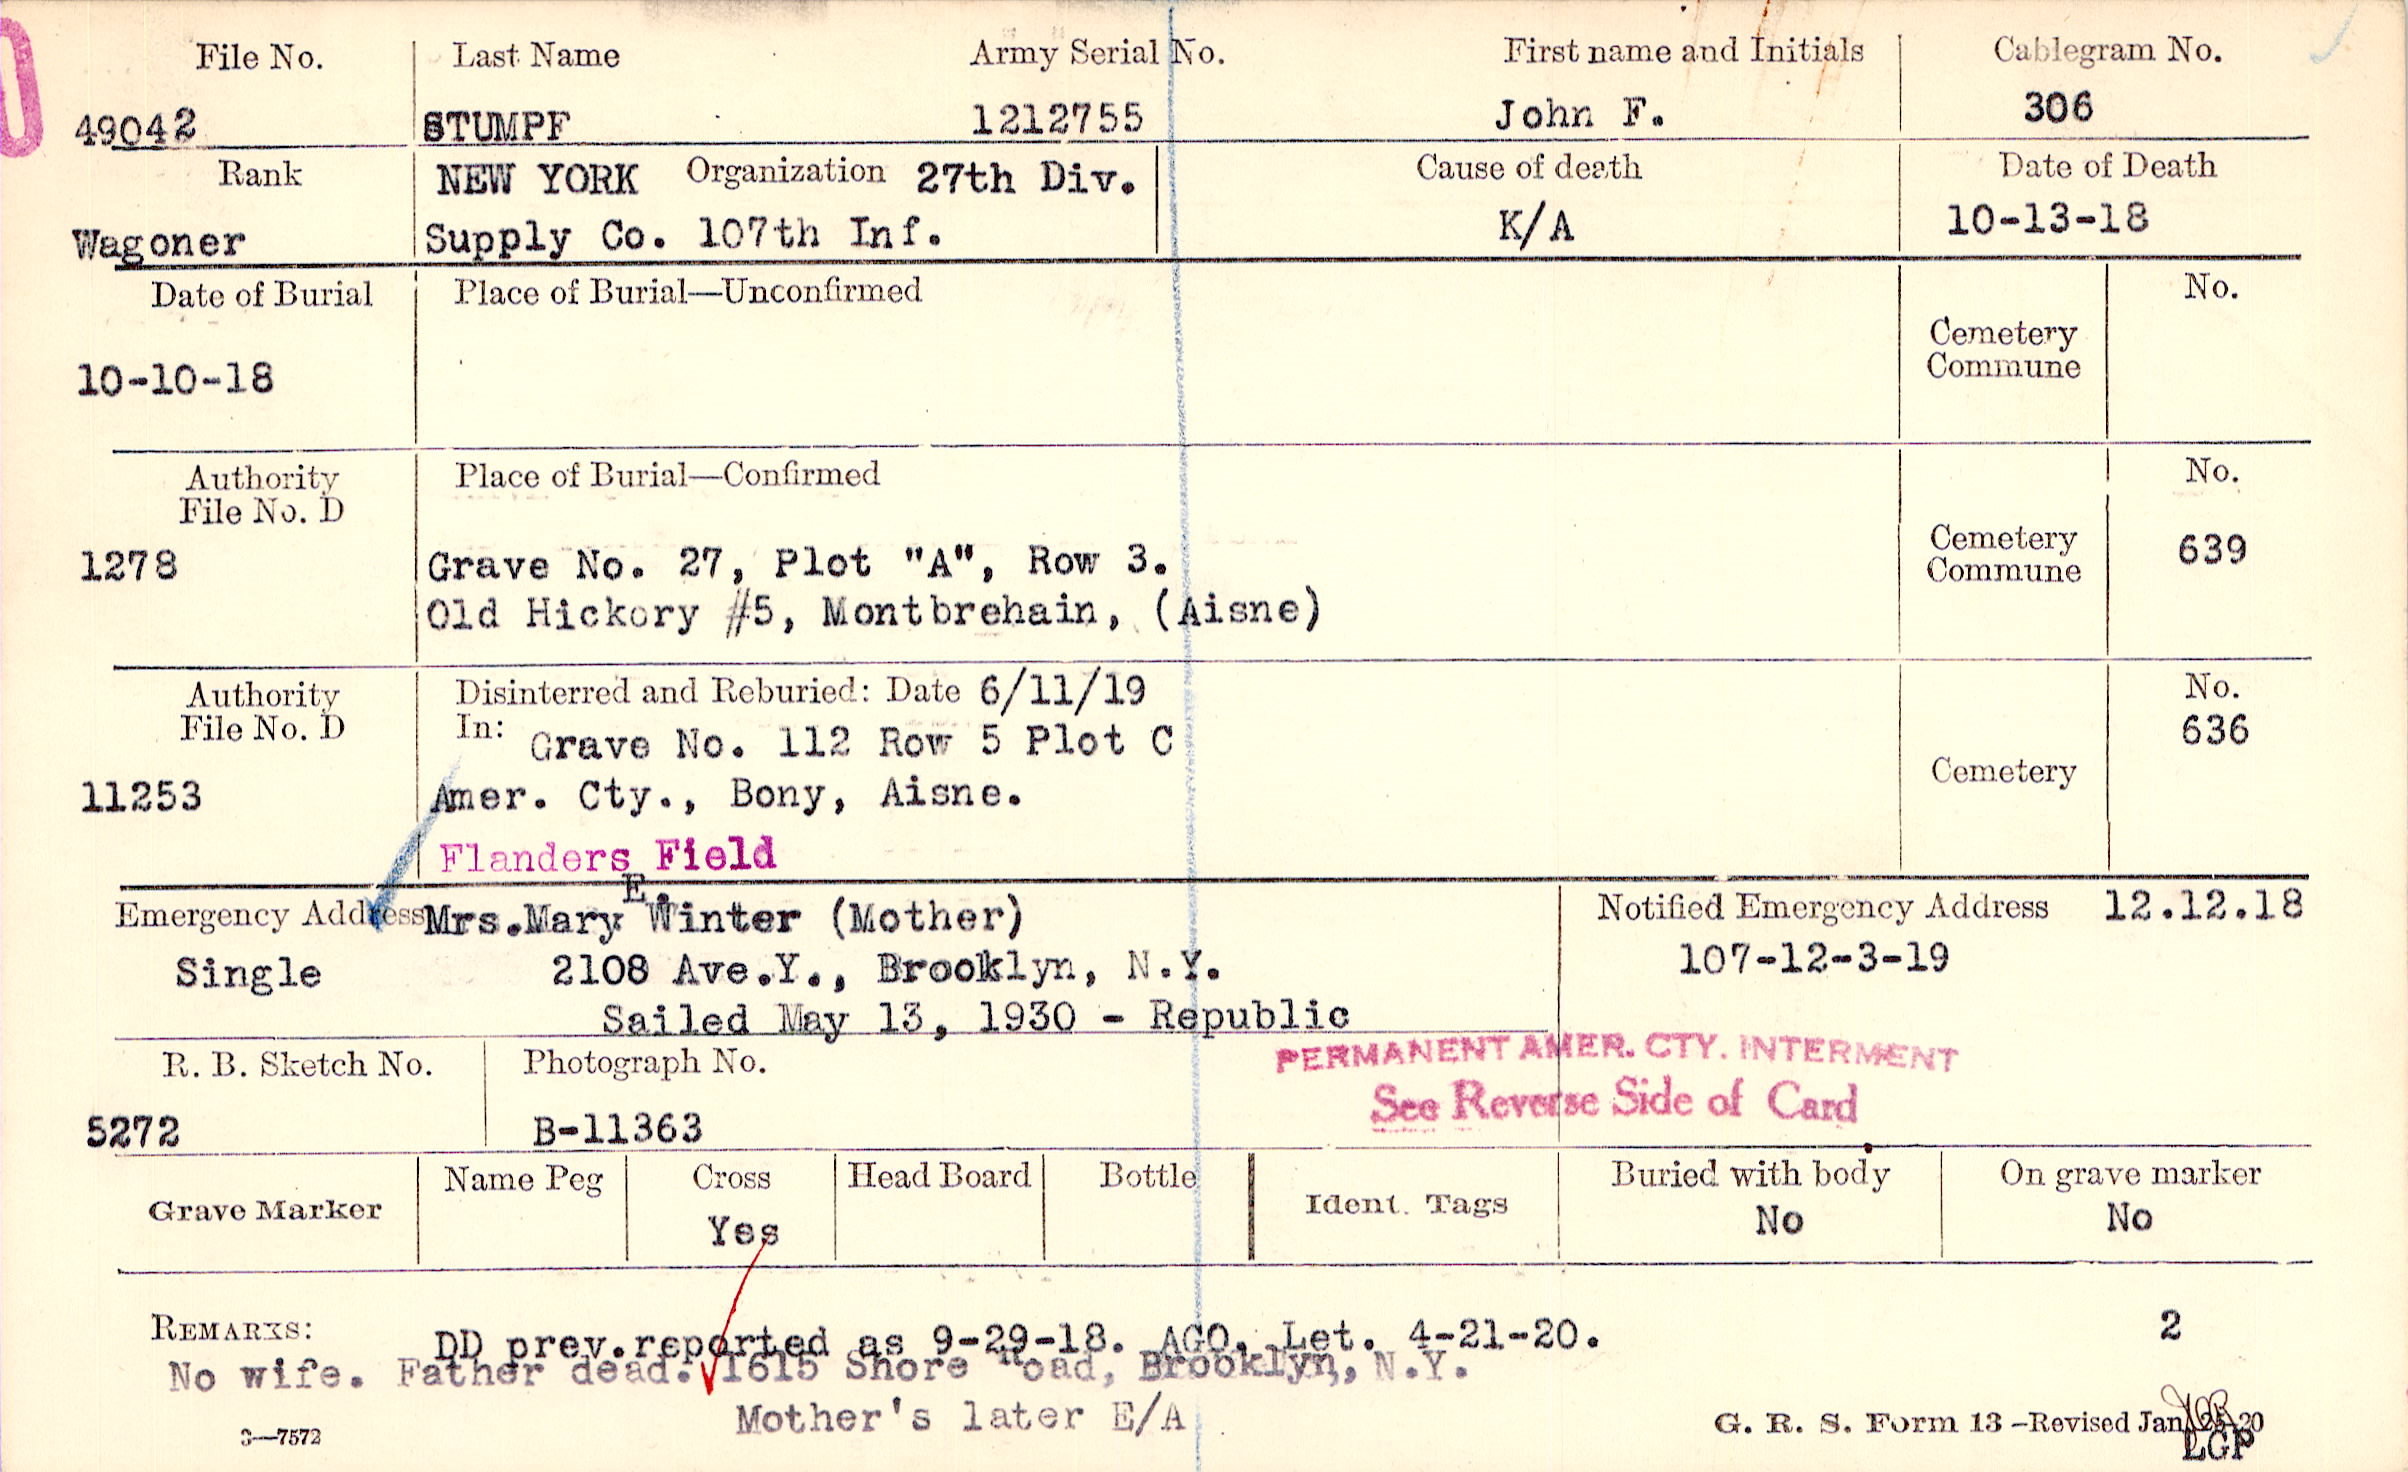 File No. Last Name Army Serial No. First name and Initials Cablegram No.
49042 STUMPF 1212755 John F. 306
Rank NEW YORK Organization 27th Div. Cause of death Date of Death
Wagoner Supply Co. 107th Inf. K/A 10-13-18
Date of Burial Place of Burial—Unconfirmed No.
Cemetery
Commune
10-10-18
Authority Place of Burial—Confirmed No.
File No. D
1278 Grave No. 27, Plot "A", Row 3. Cemetery 639
Commune
Old Hickory #5, Montbrehain, (Aisne)
Authority Disinterred and Reburied: Date 6/11/19 No.
File No. D In: Grave No. 112 Row 5 Plot C 636
Cemetery
11253 Amer. Cty., Bony, Aisne.
Flanders Field
Emergency Address Mrs.Mary E. Winter (Mother) Notified Emergency Address 12.12.18
Single 2108 Ave.Y., Brooklyn, N.Y. 107-12-3-19
Sailed May 13, 1930 - Republic
PERMANENT AMER. CTY. INTERMENT
R. B. Sketch No. Photograph No.
See Reverse Side of Card
5272 B-11363
Grave Marker Name Peg Cross Head Board Bottle Ident. Tags Buried with body On grave marker
Yes No No
REMARKS: DD prev.reported as 9-29-18. AGO. Let. 4-21-20. 2
No wife. Father dead. 1615 Shore Road, Brooklyn, N.Y.
Mother's later E/A
3—7572 G. R. S. Form 13—Revised Jan. 25-20
LGP